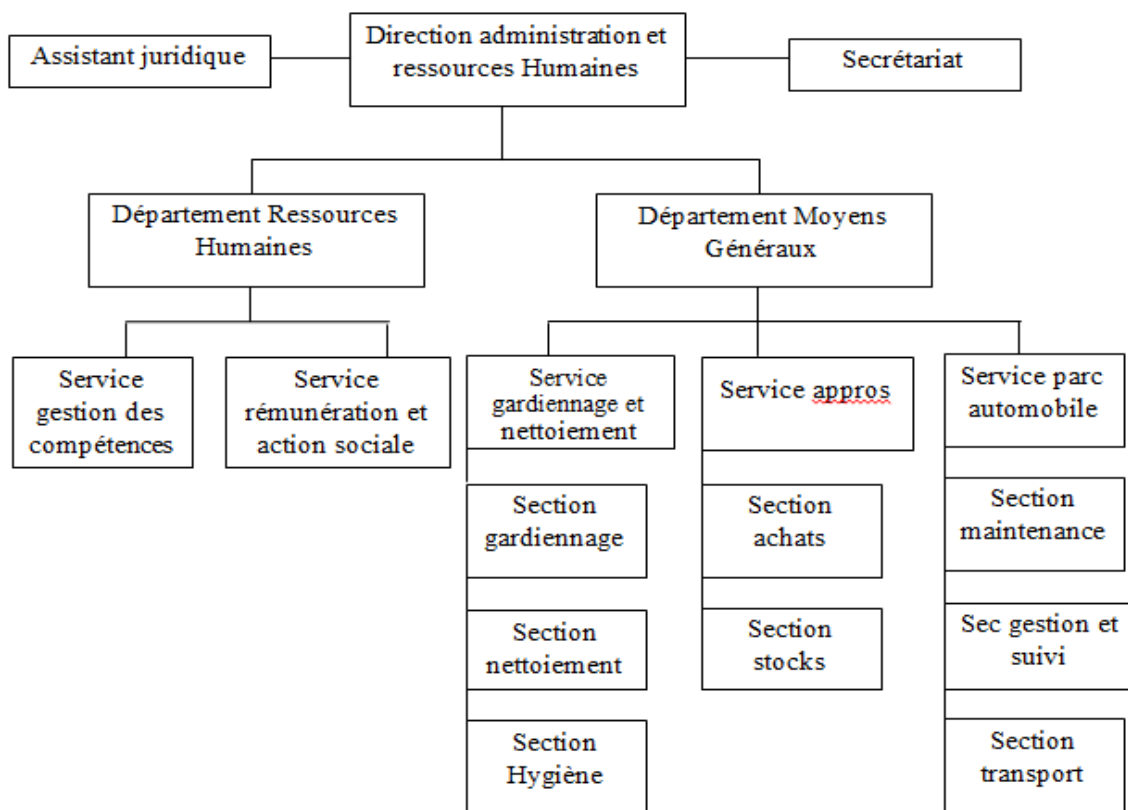 Assistant juridique
Direction administration et
ressources Humaines
Secrétariat
Département Ressources
Humaines
Département Moyens
Généraux
Service
gestion des
compétences
Service
rémunération et
action sociale
Service
gardiennage et
nettoiement
Service appros
Service parc
automobile
Section
gardiennage
Section
achats
Section
maintenance
Section
nettoiement
Section
stocks
Sec gestion et
suivi
Section
Hygiène
Section
transport